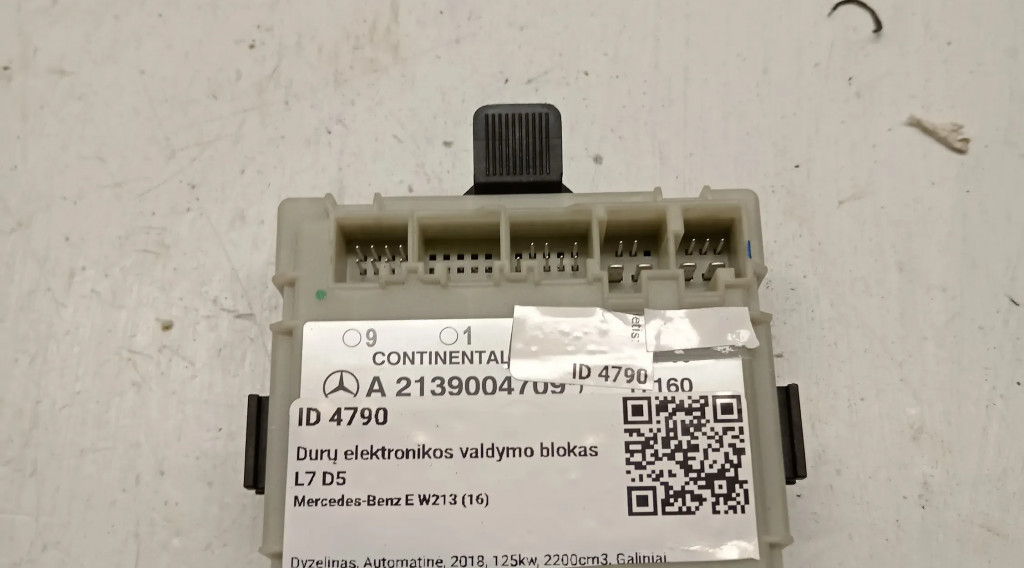 9 1
CONTINENTAL
A 2139004709
160
ID 4790
ID 4790
Durų elektronikos valdymo blokas
L7 D5
Mercedes-Benz E W213 (16)
Dyzelinas, Automatinė, 2018, 125kw, 2200cm3, Galiniai